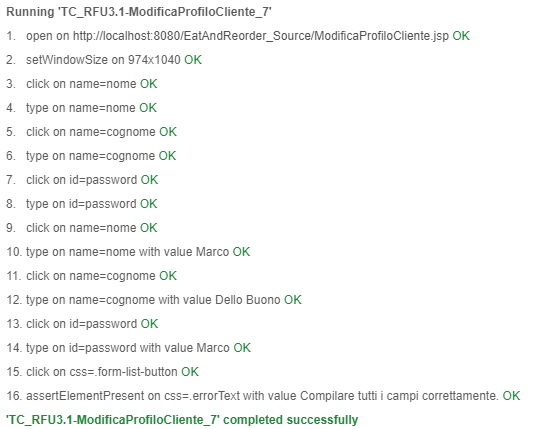 Running 'TC_RFU3.1-ModificaProfiloCliente_7'
1. open on http://localhost:8080/EatAndReorder_Source/ModificaProfiloCliente.jsp OK
2. setWindowSize on 974x1040 OK
3. click on name=nome OK
4. type on name=nome OK
5. click on name=cognome OK
6. type on name=cognome OK
7. click on id=password OK
8. type on id=password OK
9. click on name=nome OK
10. type on name=nome with value Marco OK
11. click on name=cognome OK
12. type on name=cognome with value Dello Buono OK
13. click on id=password OK
14. type on id=password with value Marco OK
15. click on css=.form-list-button OK
16. assertElementPresent on css=.errorText with value Compilare tutti i campi correttamente. OK
'TC_RFU3.1-ModificaProfiloCliente_7' completed successfully